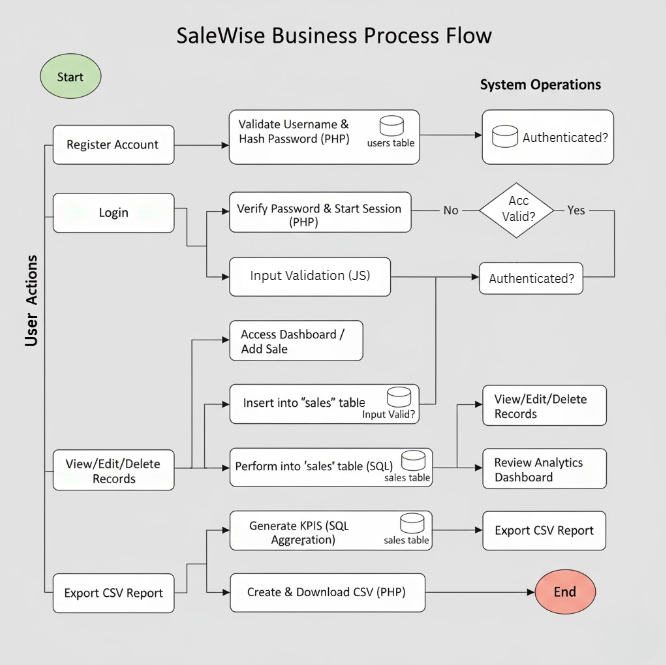 SaleWise Business Process Flow
Start
System Operations
User Actions
Register Account
Validate Username &
Hash Password (PHP)
users table
Authenticated?
Login
Verify Password & Start Session
(PHP)
No
Acc
Valid?
Yes
Input Validation (JS)
Authenticated?
Access Dashboard /
Add Sale
Insert into "sales" table
Input Valid?
View/Edit/Delete
Records
View/Edit/Delete
Records
Perform into 'sales' table (SQL)
sales table
Review Analytics
Dashboard
Generate KPIS (SQL
Aggretation)
sales table
Export CSV Report
Export CSV Report
Create & Download CSV (PHP)
End